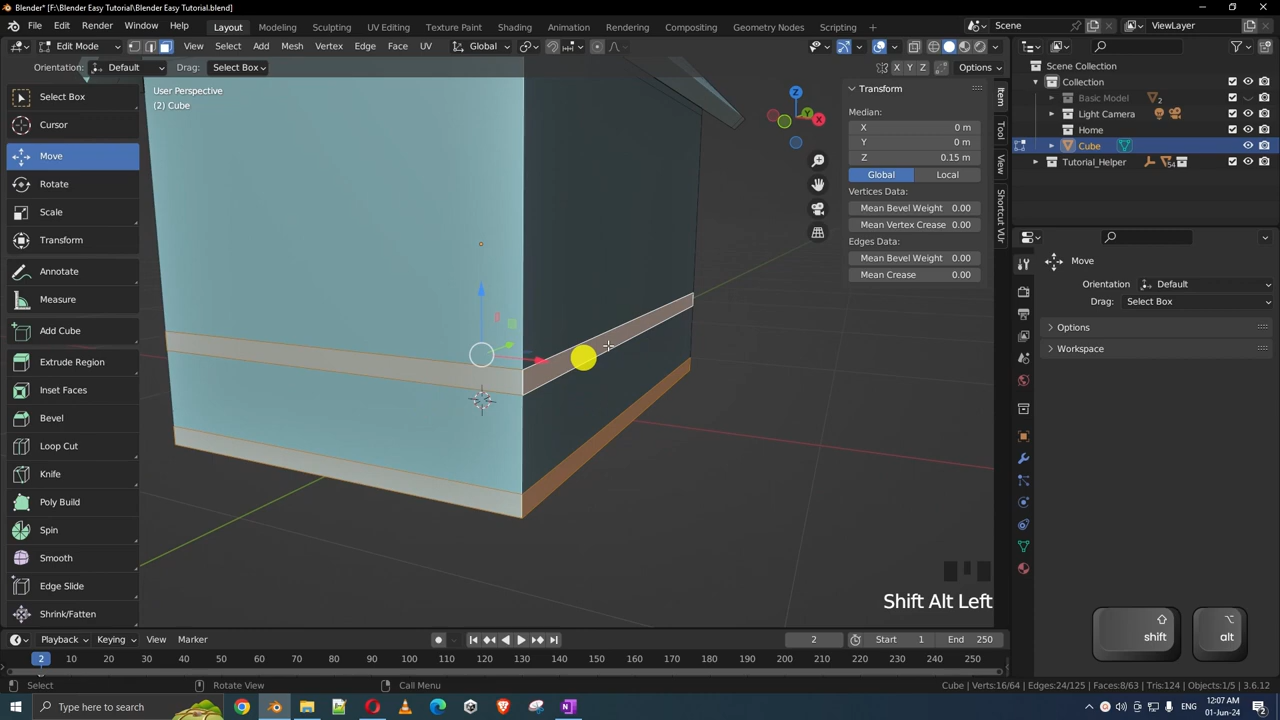 Blender* [F:\Blender Easy Tutorial\Blender Easy Tutorial.blend]
File Edit Render Window Help Layout Modeling Sculpting UV Editing Texture Paint Shading Animation Rendering Compositing Geometry Nodes Scripting Scene ViewLayer
Edit Mode View Select Add Mesh Vertex Edge Face UV Global
Orientation: Default Drag: Select Box X Y Z Options
User Perspective
(2) Cube
Select Box
Cursor
Move
Rotate
Scale
Transform
Annotate
Measure
Add Cube
Extrude Region
Inset Faces
Bevel
Loop Cut
Knife
Poly Build
Spin
Smooth
Edge Slide
Shrink/Fatten
Z
Y
X
Transform
Median:
X 0 m
Y 0 m
Z 0.15 m
Global Local
Vertices Data:
Mean Bevel Weight 0.00
Mean Vertex Crease 0.00
Edges Data:
Mean Bevel Weight 0.00
Mean Crease 0.00
Item
Tool
View
Shortcut VUr
Scene Collection
Collection
Basic Model 2
Light Camera
Home
Cube
Tutorial_Helper 54
Move
Orientation Default
Drag: Select Box
Options
Workspace
Shift Alt Left
shift alt
Playback Keying View Marker 2 Start 1 End 250
2 10 20 30 40 50 60 70 80 90 100 110 120 130 140 150 160 170 180 190 200 210 220 230 240 250
Select Rotate View Call Menu Cube | Verts:16/64 | Edges:24/125 | Faces:8/63 | Tris:124 | Objects:1/5 | 3.6.12
Type here to search
12:07 AM
01-Jun-24